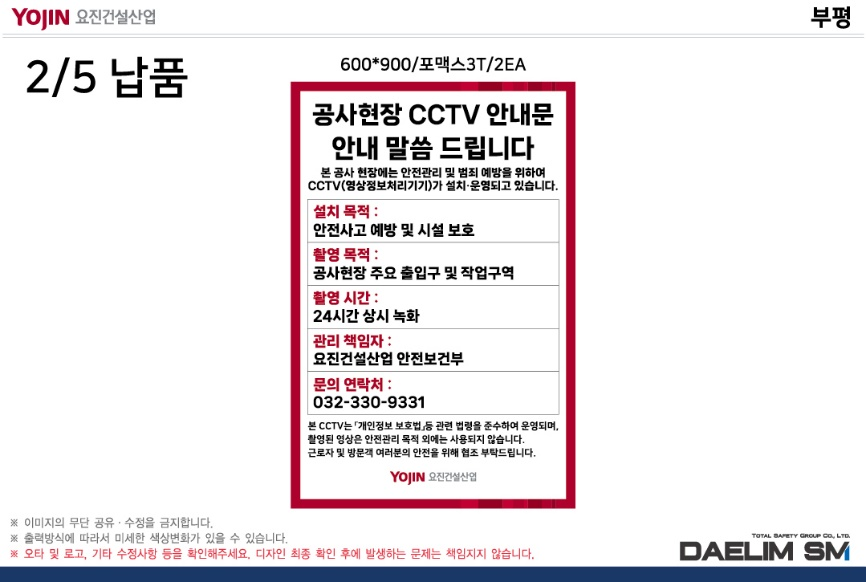 YOJIN 요진건설산업
부평
2/5 납품
600*900/포맥스3T/2EA
공사현장 CCTV 안내문
안내 말씀 드립니다
본 공사 현장에는 안전관리 및 범죄 예방을 위하여
CCTV(영상정보처리기기)가 설치·운영되고 있습니다.
설치 목적 :
안전사고 예방 및 시설 보호
촬영 목적 :
공사현장 주요 출입구 및 작업구역
촬영 시간 :
24시간 상시 녹화
관리 책임자 :
요진건설산업 안전보건부
문의 연락처 :
032-330-9331
본 CCTV는 「개인정보 보호법」등 관련 법령을 준수하여 운영되며,
촬영된 영상은 안전관리 목적 외에는 사용되지 않습니다.
근로자 및 방문객 여러분의 안전을 위해 협조 부탁드립니다.
YOJIN 요진건설산업
※ 이미지의 무단 공유 · 수정을 금지합니다.
※ 출력방식에 따라서 미세한 색상변화가 있을 수 있습니다.
※ 오타 및 로고, 기타 수정사항 등을 확인해주세요. 디자인 최종 확인 후에 발생하는 문제는 책임지지 않습니다.
TOTAL SAFETY GROUP CO., LTD.
DAELIM SM